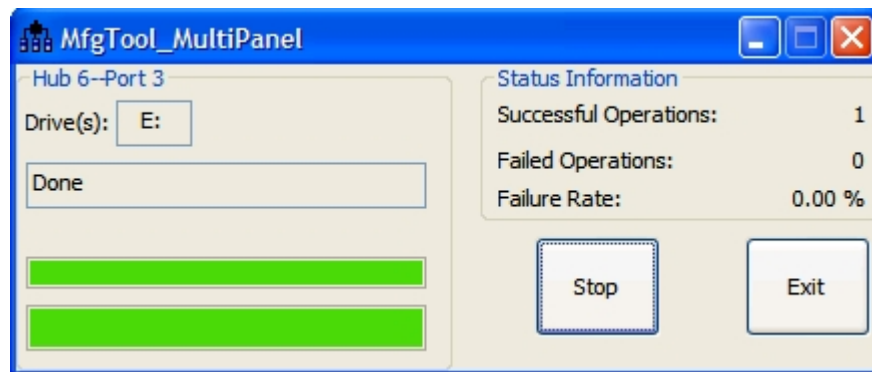 MfgTool_MultiPanel
Hub 6--Port 3
Drive(s): E:
Done
Status Information
Successful Operations: 1
Failed Operations: 0
Failure Rate: 0.00 %
Stop
Exit